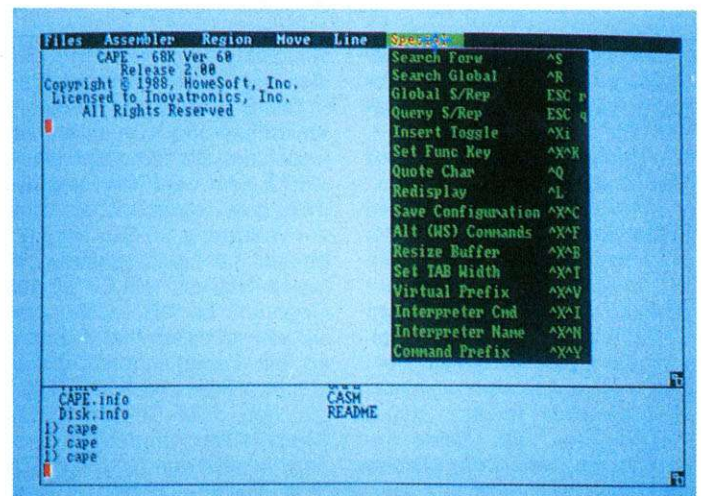 Files Assembler Region Move Line Special
CAPE - 68K Ver 60
Release 2.00
Copyright © 1988, HoweSoft, Inc.
Licensed to Inovatronics, Inc.
All Rights Reserved
Search Forw ^S
Search Global ^R
Global S/Rep ESC r
Query S/Rep ESC q
Insert Toggle ^Xi
Set Func Key ^X^K
Quote Char ^Q
Redisplay ^L
Save Configuration ^X^C
Alt (WS) Commands ^X^F
Resize Buffer ^X^B
Set TAB Width ^X^I
Virtual Prefix ^X^V
Interpreter Cmd ^X^I
Interpreter Name ^X^N
Command Prefix ^X^Y
CAPE.info CASM
Disk.info README
1> cape
1> cape
1> cape